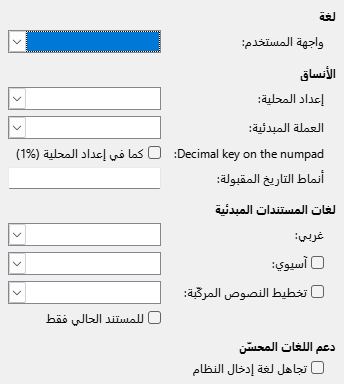 لغة
واجهة المستخدم:
الأنساق
إعداد المحلية:
العملة المبدئية:
Decimal key on the numpad: كما في إعداد المحلية (%1)
أنماط التاريخ المقبولة:
لغات المستندات المبدئية
غربي:
آسيوي:
تخطيط النصوص المركّبة:
للمستند الحالي فقط
دعم اللغات المحسّن
تجاهل لغة إدخال النظام